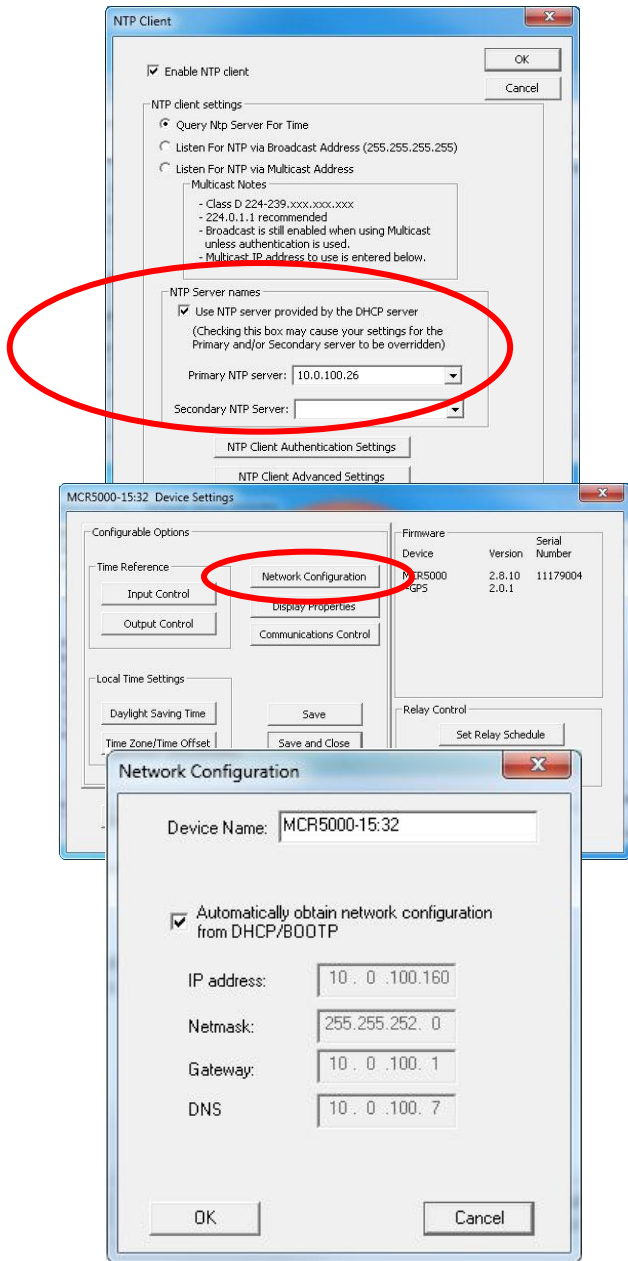 NTP Client
OK
Enable NTP client
Cancel
NTP client settings
Query Ntp Server For Time
Listen For NTP via Broadcast Address (255.255.255.255)
Listen For NTP via Multicast Address
Multicast Notes
- Class D 224-239.xxx.xxx.xxx
- 224.0.1.1 recommended
- Broadcast is still enabled when using Multicast
unless authentication is used.
- Multicast IP address to use is entered below.
NTP Server names
Use NTP server provided by the DHCP server
(Checking this box may cause your settings for the
Primary and/or Secondary server to be overridden)
Primary NTP server: 10.0.100.26
Secondary NTP Server:
NTP Client Authentication Settings
NTP Client Advanced Settings
MCR5000-15:32 Device Settings
Configurable Options
Time Reference
Input Control
Output Control
Network Configuration
Display Properties
Communications Control
Local Time Settings
Daylight Saving Time
Time Zone/Time Offset
Save
Save and Close
Firmware
Device Version Serial Number
MCR5000 2.8.10 11179004
-GPS 2.0.1
Relay Control
Set Relay Schedule
Network Configuration
Device Name: MCR5000-15:32
Automatically obtain network configuration
from DHCP/BOOTP
IP address: 10 . 0 .100.160
Netmask: 255.255.252. 0
Gateway: 10 . 0 .100. 1
DNS 10 . 0 .100. 7
OK
Cancel